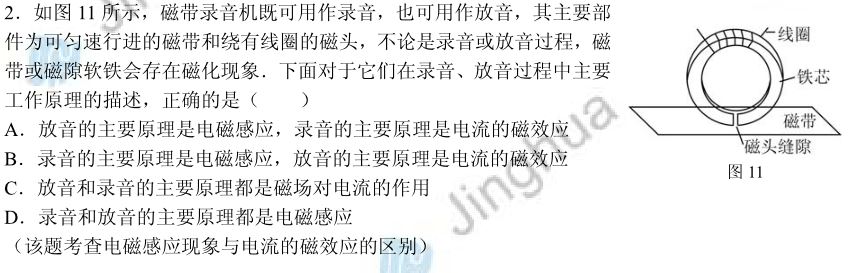 2．如图 11 所示，磁带录音机既可用作录音，也可用作放音，其主要部
件为可匀速行进的磁带和绕有线圈的磁头，不论是录音或放音过程，磁
带或磁隙软铁会存在磁化现象．下面对于它们在录音、放音过程中主要
工作原理的描述，正确的是（　　）
A．放音的主要原理是电磁感应，录音的主要原理是电流的磁效应
B．录音的主要原理是电磁感应，放音的主要原理是电流的磁效应
C．放音和录音的主要原理都是磁场对电流的作用
D．录音和放音的主要原理都是电磁感应
（该题考查电磁感应现象与电流的磁效应的区别）
线圈
铁芯
磁带
磁头缝隙
图 11
Jinghua